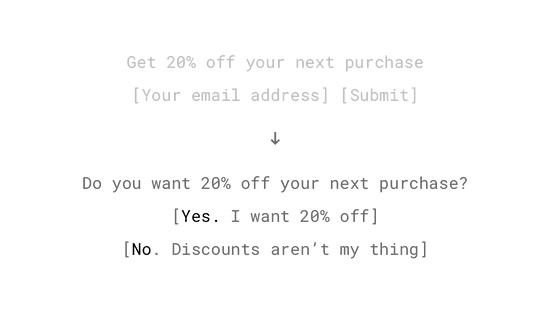 Get 20% off your next purchase
[Your email address] [Submit]
↓
Do you want 20% off your next purchase?
[Yes. I want 20% off]
[No. Discounts aren’t my thing]